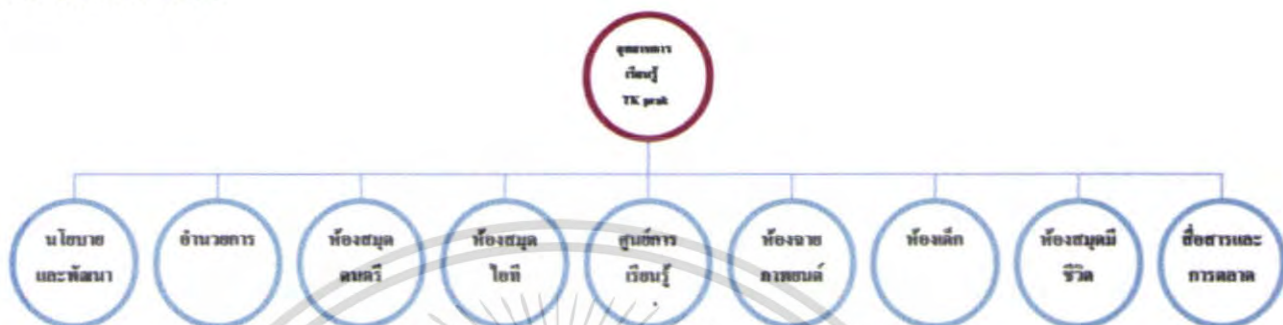 อุทยานการ
เรียนรู้
TK peak
นโยบาย
และพัฒนา
อำนวยการ
ห้องสมุด
ดนตรี
ห้องสมุด
ไอที
ศูนย์การ
เรียนรู้
ห้องฉาย
ภาพยนต์
ห้องเด็ก
ห้องสมุดมี
ชีวิต
สื่อสารและ
การตลาด